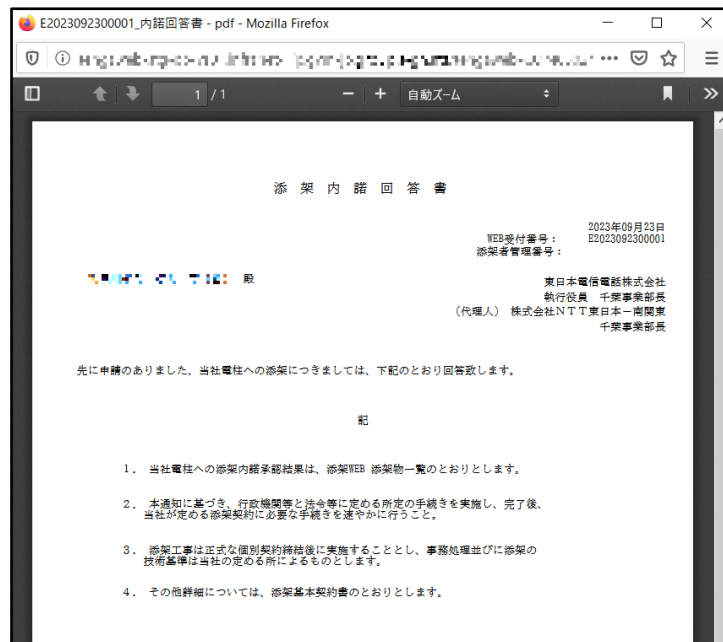 E2023092300001_内諾回答書 - pdf - Mozilla Firefox
1 / 1
自動ズーム
添 架 内 諾 回 答 書
2023年09月23日
WEB受付番号： E2023092300001
添架者管理番号：
殿
東日本電信電話株式会社
執行役員 千葉事業部長
（代理人） 株式会社ＮＴＴ東日本－南関東
千葉事業部長
先に申請のありました、当社電柱への添架につきましては、下記のとおり回答致します。
記
１． 当社電柱への添架内諾承認結果は、添架WEB 添架物一覧のとおりとします。
２． 本通知に基づき、行政機関等と法令等に定める所定の手続きを実施し、完了後、
当社が定める添架契約に必要な手続きを速やかに行うこと。
３． 添架工事は正式な個別契約締結後に実施することとし、事務処理並びに添架の
技術基準は当社の定める所によるものとします。
４． その他詳細については、添架基本契約書のとおりとします。